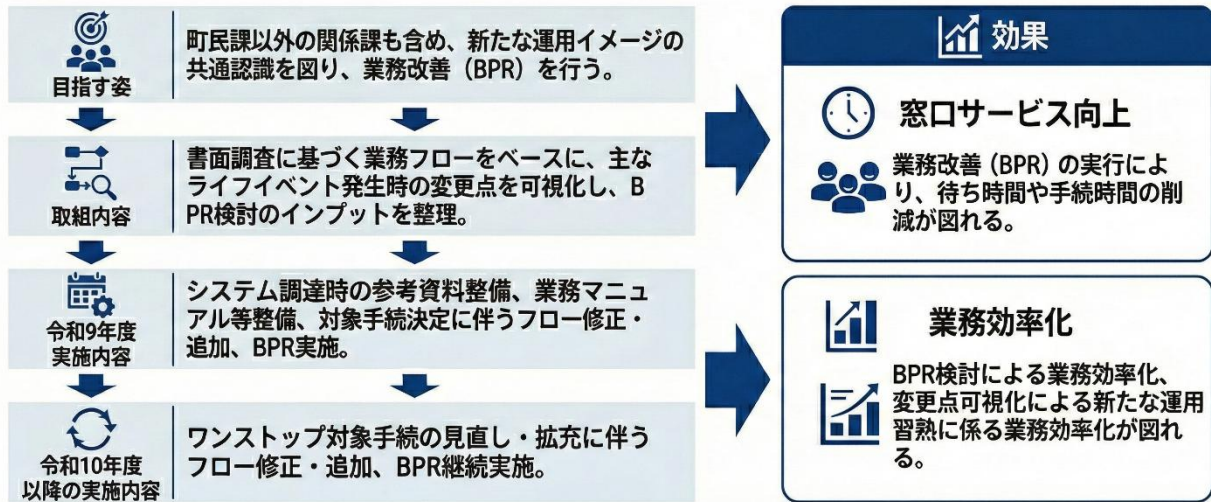 目指す姿
町民課以外の関係課も含め、新たな運用イメージの
共通認識を図り、業務改善（BPR）を行う。
取組内容
書面調査に基づく業務フローをベースに、主な
ライフイベント発生時の変更点を可視化し、B
PR検討のインプットを整理。
令和9年度
実施内容
システム調達時の参考資料整備、業務マニュ
アル等整備、対象手続決定に伴うフロー修正・
追加、BPR実施。
令和10年度
以降の実施内容
ワンストップ対象手続の見直し・拡充に伴う
フロー修正・追加、BPR継続実施。
効果
窓口サービス向上
業務改善（BPR）の実行によ
り、待ち時間や手続時間の削
減が図れる。
業務効率化
BPR検討による業務効率化、
変更点可視化による新たな運用
習熟に係る業務効率化が図れ
る。